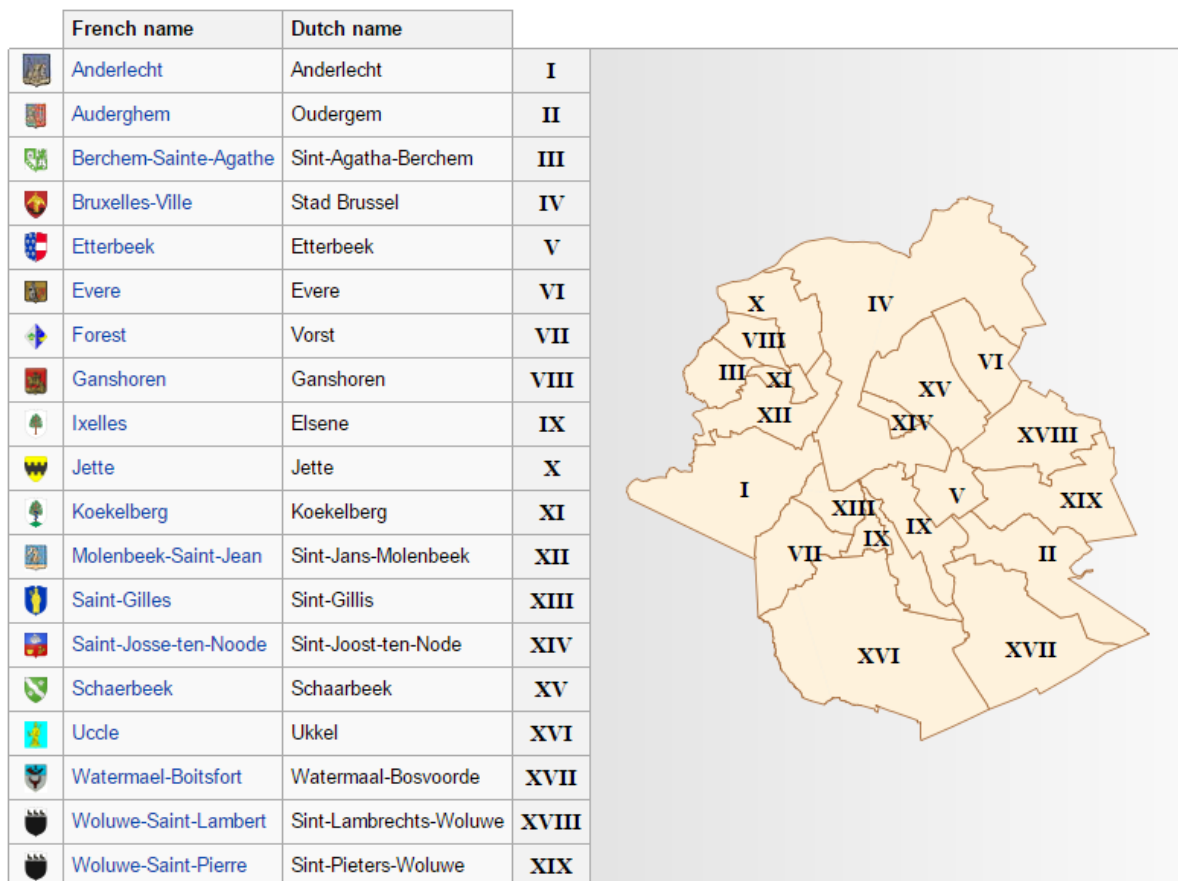 French name Dutch name
Anderlecht Anderlecht I
Auderghem Oudergem II
Berchem-Sainte-Agathe Sint-Agatha-Berchem III
Bruxelles-Ville Stad Brussel IV
Etterbeek Etterbeek V
Evere Evere VI
Forest Vorst VII
Ganshoren Ganshoren VIII
Ixelles Elsene IX
Jette Jette X
Koekelberg Koekelberg XI
Molenbeek-Saint-Jean Sint-Jans-Molenbeek XII
Saint-Gilles Sint-Gillis XIII
Saint-Josse-ten-Noode Sint-Joost-ten-Node XIV
Schaerbeek Schaarbeek XV
Uccle Ukkel XVI
Watermael-Boitsfort Watermaal-Bosvoorde XVII
Woluwe-Saint-Lambert Sint-Lambrechts-Woluwe XVIII
Woluwe-Saint-Pierre Sint-Pieters-Woluwe XIX
X IV
VIII
VI
III XI
XV
XII XIV
XVIII
I V XIX
XIII
IX
IX
VII II
XVI XVII